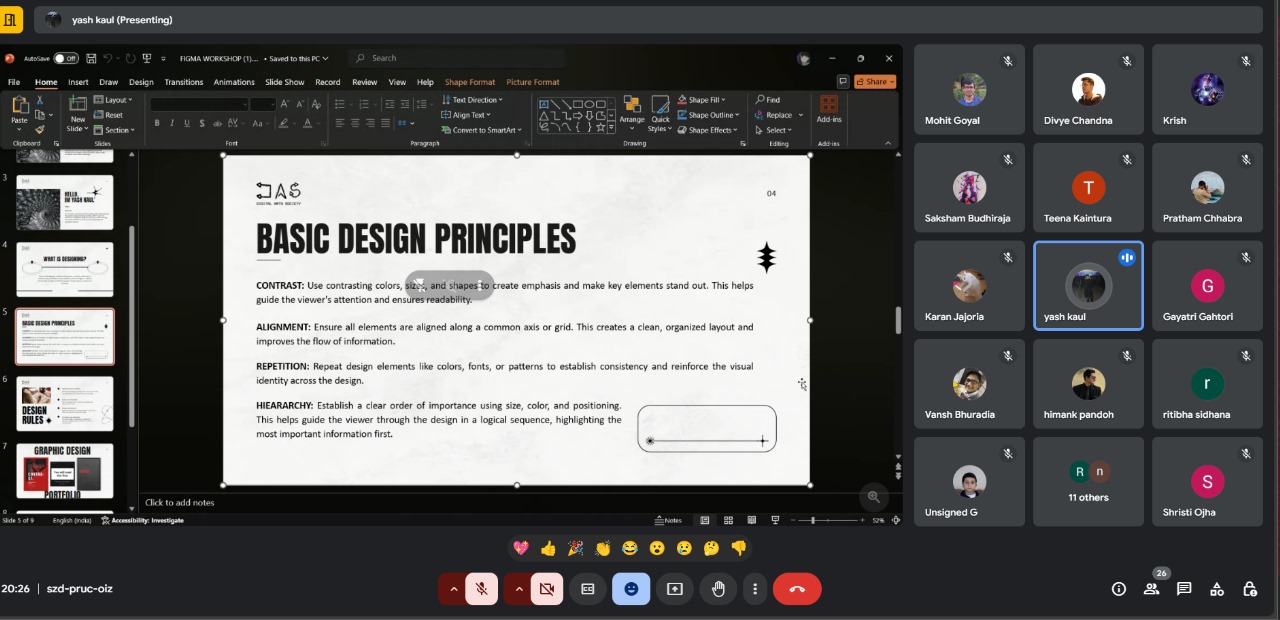 yash kaul (Presenting)
AutoSave Off FIGMA WORKSHOP (1)... • Saved to this PC Search
File Home Insert Draw Design Transitions Animations Slide Show Record Review View Help Shape Format Picture Format Share
Paste New Slide Layout Reset Section
Text Direction Align Text Convert to SmartArt
Arrange Quick Styles Shape Fill Shape Outline Shape Effects
Find Replace Select Add-ins
Clipboard Slides Font Paragraph Drawing Editing Add-ins
3
HELLO,
IM YASH KAUL
4
WHAT IS DESIGNING?
5
BASIC DESIGN PRINCIPLES
6
DESIGN
RULES
7
GRAPHIC DESIGN
PORTFOLIO
DAS
DIGITAL ARTS SOCIETY
04
BASIC DESIGN PRINCIPLES
CONTRAST: Use contrasting colors, sizes, and shapes to create emphasis and make key elements stand out. This helps
guide the viewer's attention and ensures readability.
ALIGNMENT: Ensure all elements are aligned along a common axis or grid. This creates a clean, organized layout and
improves the flow of information.
REPETITION: Repeat design elements like colors, fonts, or patterns to establish consistency and reinforce the visual
identity across the design.
HIEARARCHY: Establish a clear order of importance using size, color, and positioning.
This helps guide the viewer through the design in a logical sequence, highlighting the
most important information first.
Click to add notes
Slide 5 of 9 English (India) Accessibility: Investigate Notes 52%
Mohit Goyal
Divye Chandna
Krish
Saksham Budhiraja
T
Teena Kaintura
Pratham Chhabra
Karan Jajoria
yash kaul
G
Gayatri Gahtori
Vansh Bhuradia
himank pandoh
r
ritibha sidhana
Unsigned G
R n
11 others
S
Shristi Ojha
20:26 | szd-pruc-oiz
26